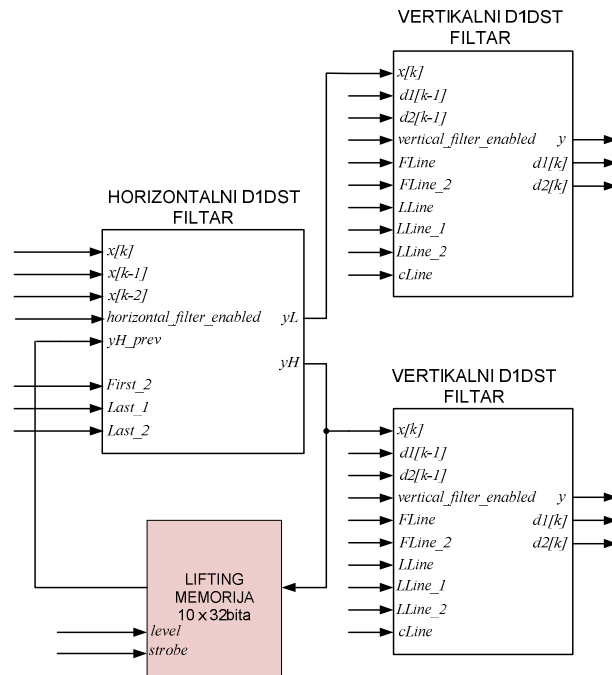 VERTIKALNI D1DST
FILTAR
x[k]
d1[k-1]
d2[k-1]
vertical_filter_enabled y
FLine d1[k]
FLine_2 d2[k]
LLine
LLine_1
LLine_2
cLine
HORIZONTALNI D1DST
FILTAR
x[k]
x[k-1]
x[k-2]
horizontal_filter_enabled yL
yH_prev
yH
First_2
Last_1
Last_2
VERTIKALNI D1DST
FILTAR
x[k]
d1[k-1]
d2[k-1]
vertical_filter_enabled y
FLine d1[k]
FLine_2 d2[k]
LLine
LLine_1
LLine_2
cLine
LIFTING
MEMORIJA
10 x 32bita
level
strobe